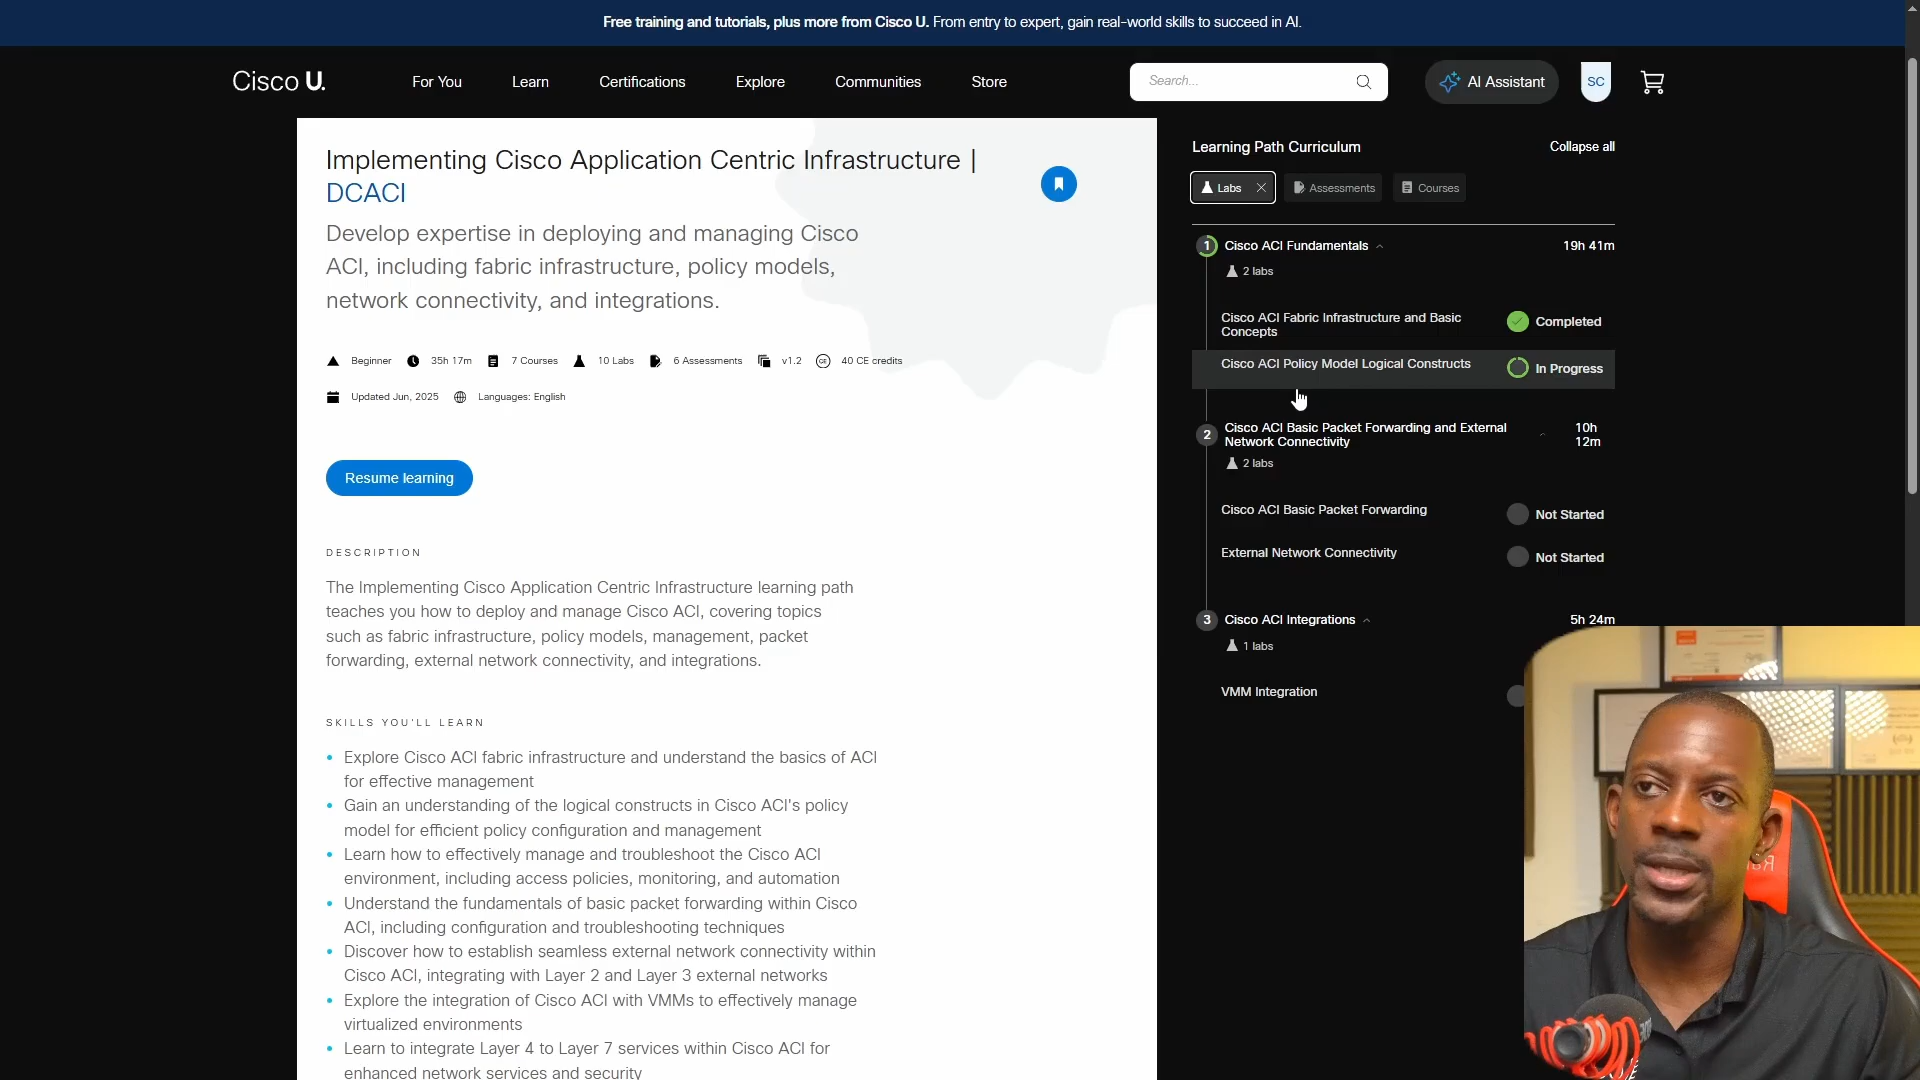 Free training and tutorials, plus more from Cisco U. From entry to expert, gain real-world skills to succeed in AI.
Cisco U.
For You
Learn
Certifications
Explore
Communities
Store
Search...
AI Assistant
SC
Implementing Cisco Application Centric Infrastructure |
DCACI
Develop expertise in deploying and managing Cisco
ACI, including fabric infrastructure, policy models,
network connectivity, and integrations.
Beginner
35h 17m
7 Courses
10 Labs
6 Assessments
v1.2
CE
40 CE credits
Updated Jun, 2025
Languages: English
Resume learning
DESCRIPTION
The Implementing Cisco Application Centric Infrastructure learning path
teaches you how to deploy and manage Cisco ACI, covering topics
such as fabric infrastructure, policy models, management, packet
forwarding, external network connectivity, and integrations.
SKILLS YOU'LL LEARN
Explore Cisco ACI fabric infrastructure and understand the basics of ACI
for effective management
Gain an understanding of the logical constructs in Cisco ACI's policy
model for efficient policy configuration and management
Learn how to effectively manage and troubleshoot the Cisco ACI
environment, including access policies, monitoring, and automation
Understand the fundamentals of basic packet forwarding within Cisco
ACI, including configuration and troubleshooting techniques
Discover how to establish seamless external network connectivity within
Cisco ACI, integrating with Layer 2 and Layer 3 external networks
Explore the integration of Cisco ACI with VMMs to effectively manage
virtualized environments
Learn to integrate Layer 4 to Layer 7 services within Cisco ACI for
enhanced network services and security
Learning Path Curriculum
Collapse all
Labs
Assessments
Courses
1
Cisco ACI Fundamentals
19h 41m
2 labs
Cisco ACI Fabric Infrastructure and Basic
Concepts
Completed
Cisco ACI Policy Model Logical Constructs
In Progress
2
Cisco ACI Basic Packet Forwarding and External
Network Connectivity
10h
12m
2 labs
Cisco ACI Basic Packet Forwarding
Not Started
External Network Connectivity
Not Started
3
Cisco ACI Integrations
5h 24m
1 labs
VMM Integration